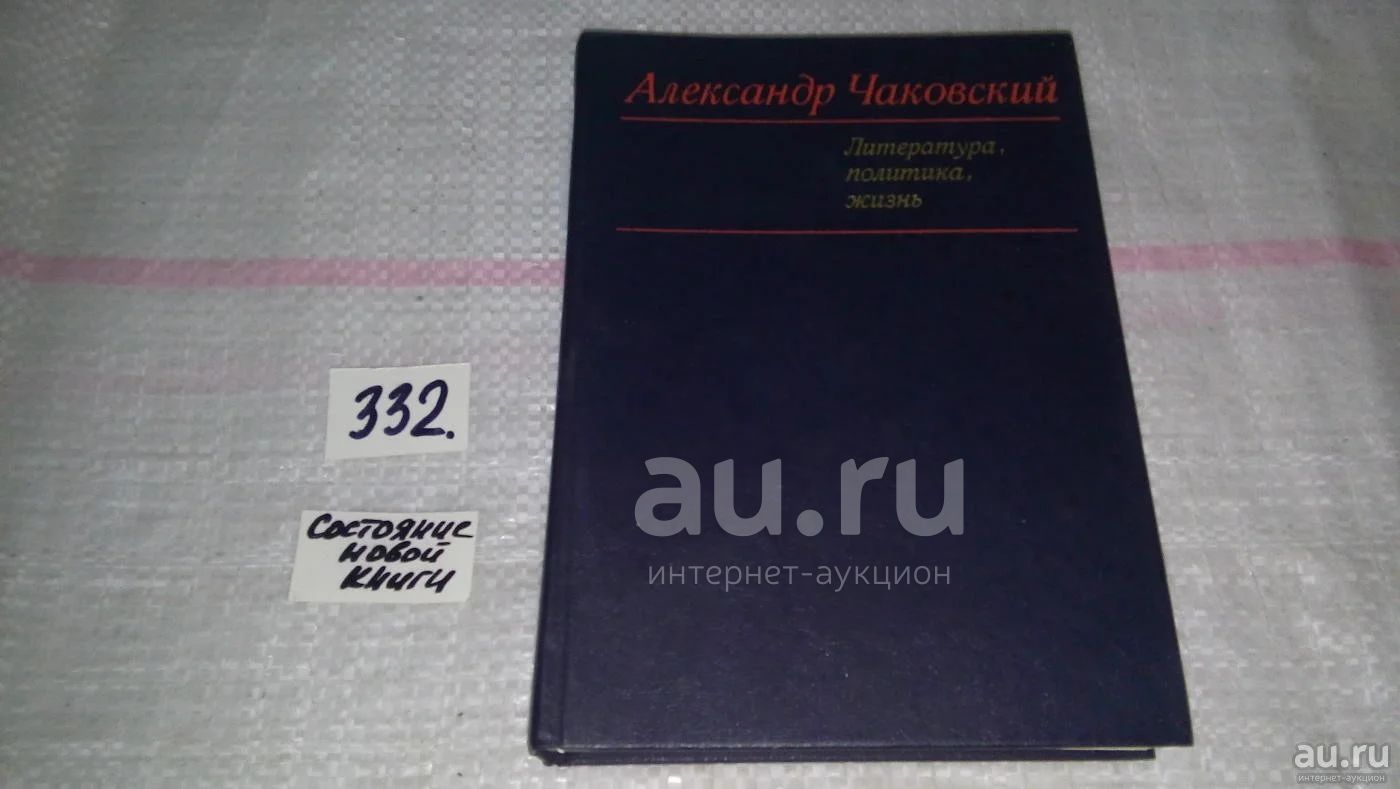 Александр Чаковский
Литература,
политика,
жизнь
332.
Состояние
новой
книги
au.ru
интернет-аукцион
au.ru
интернет-аукцион